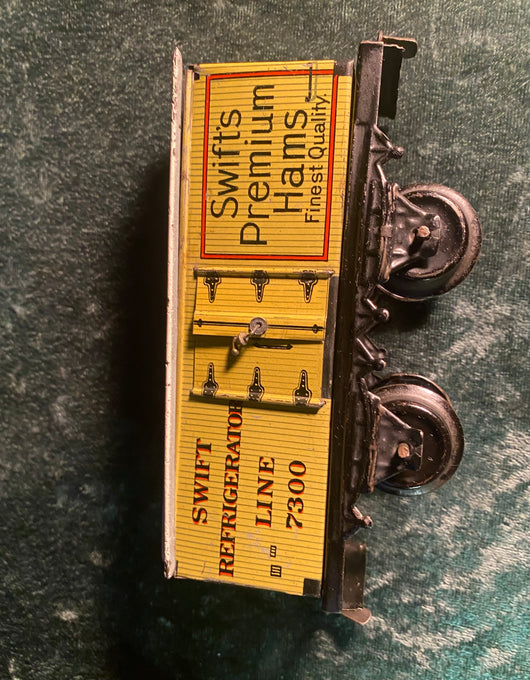 SWIFT
REFRIGERATOR
LINE
7300
Swift's
Premium
Hams
Finest Quality.